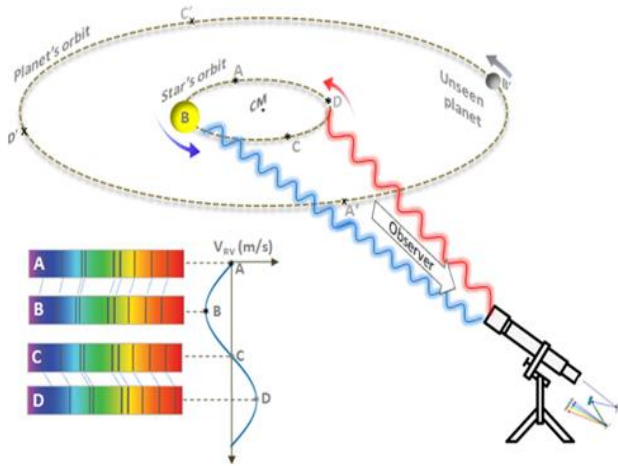 C'
Planet's orbit
Star's orbit
A
CM
B
D
C
B'
Unseen planet
D'
A'
Observer
V_RV (m/s)
A
A
B
B
C
C
D
D